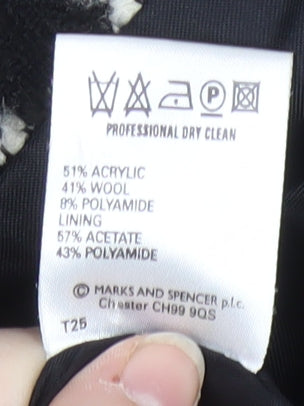 P
PROFESSIONAL DRY CLEAN
51% ACRYLIC
41% WOOL
8% POLYAMIDE
LINING
57% ACETATE
43% POLYAMIDE
© MARKS AND SPENCER p.l.c.
Chester CH99 9QS
T25